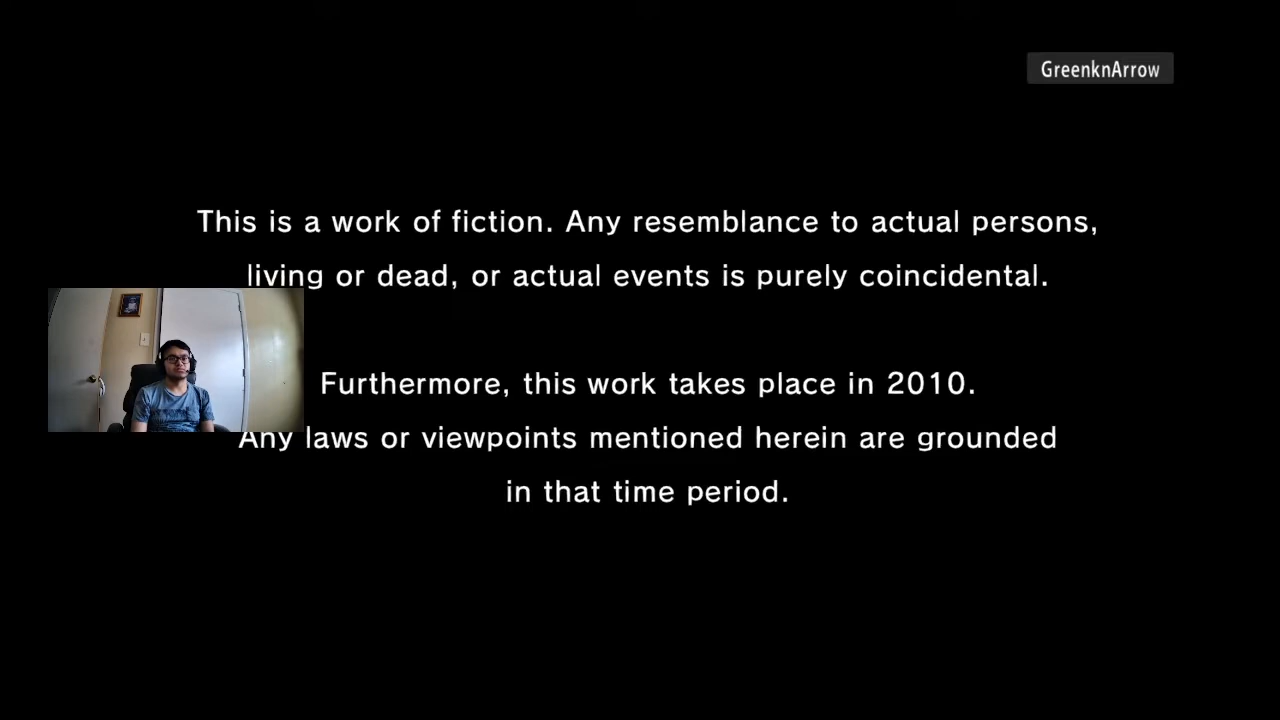 GreenknArrow
This is a work of fiction. Any resemblance to actual persons,
living or dead, or actual events is purely coincidental.
Furthermore, this work takes place in 2010.
Any laws or viewpoints mentioned herein are grounded
in that time period.